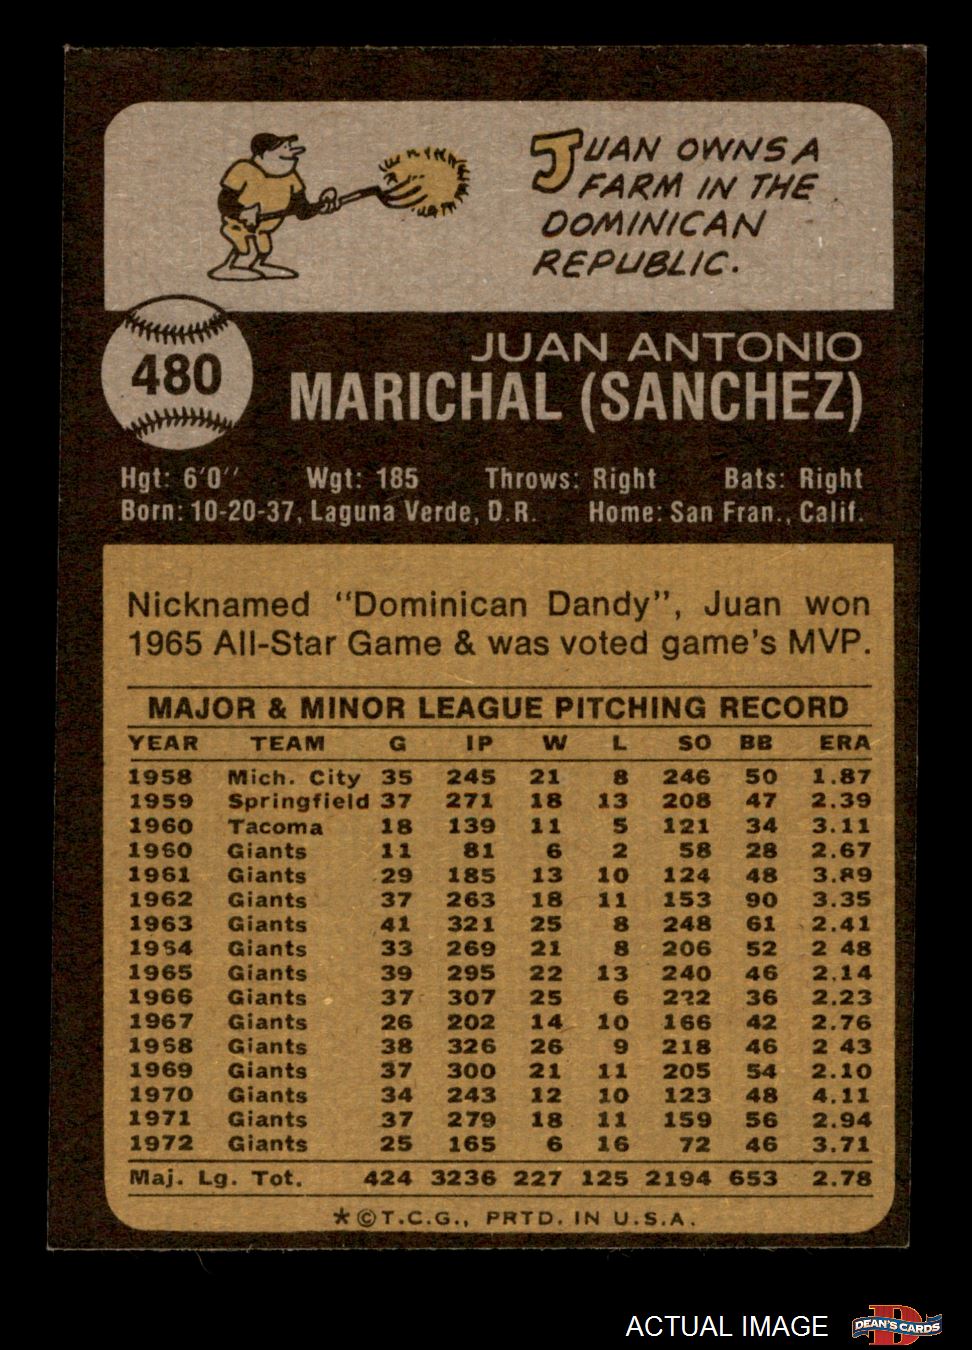 JUAN OWNS A
FARM IN THE
DOMINICAN
REPUBLIC.
480
JUAN ANTONIO
MARICHAL (SANCHEZ)
Hgt: 6'0'' Wgt: 185 Throws: Right Bats: Right
Born: 10-20-37, Laguna Verde, D.R. Home: San Fran., Calif.
Nicknamed "Dominican Dandy", Juan won
1965 All-Star Game & was voted game's MVP.
MAJOR & MINOR LEAGUE PITCHING RECORD
YEAR TEAM G IP W L SO BB ERA
1958 Mich. City 35 245 21 8 246 50 1.87
1959 Springfield 37 271 18 13 208 47 2.39
1960 Tacoma 18 139 11 5 121 34 3.11
1960 Giants 11 81 6 2 58 28 2.67
1961 Giants 29 185 13 10 124 48 3.89
1962 Giants 37 263 18 11 153 90 3.35
1963 Giants 41 321 25 8 248 61 2.41
1964 Giants 33 269 21 8 206 52 2 48
1965 Giants 39 295 22 13 240 46 2.14
1966 Giants 37 307 25 6 222 36 2.23
1967 Giants 26 202 14 10 166 42 2.76
1968 Giants 38 326 26 9 218 46 2 43
1969 Giants 37 300 21 11 205 54 2.10
1970 Giants 34 243 12 10 123 48 4.11
1971 Giants 37 279 18 11 159 56 2.94
1972 Giants 25 165 6 16 72 46 3.71
Maj. Lg. Tot. 424 3236 227 125 2194 653 2.78
*©T.C.G., PRTD. IN U.S.A.
ACTUAL IMAGE
D
DEAN'S CARDS